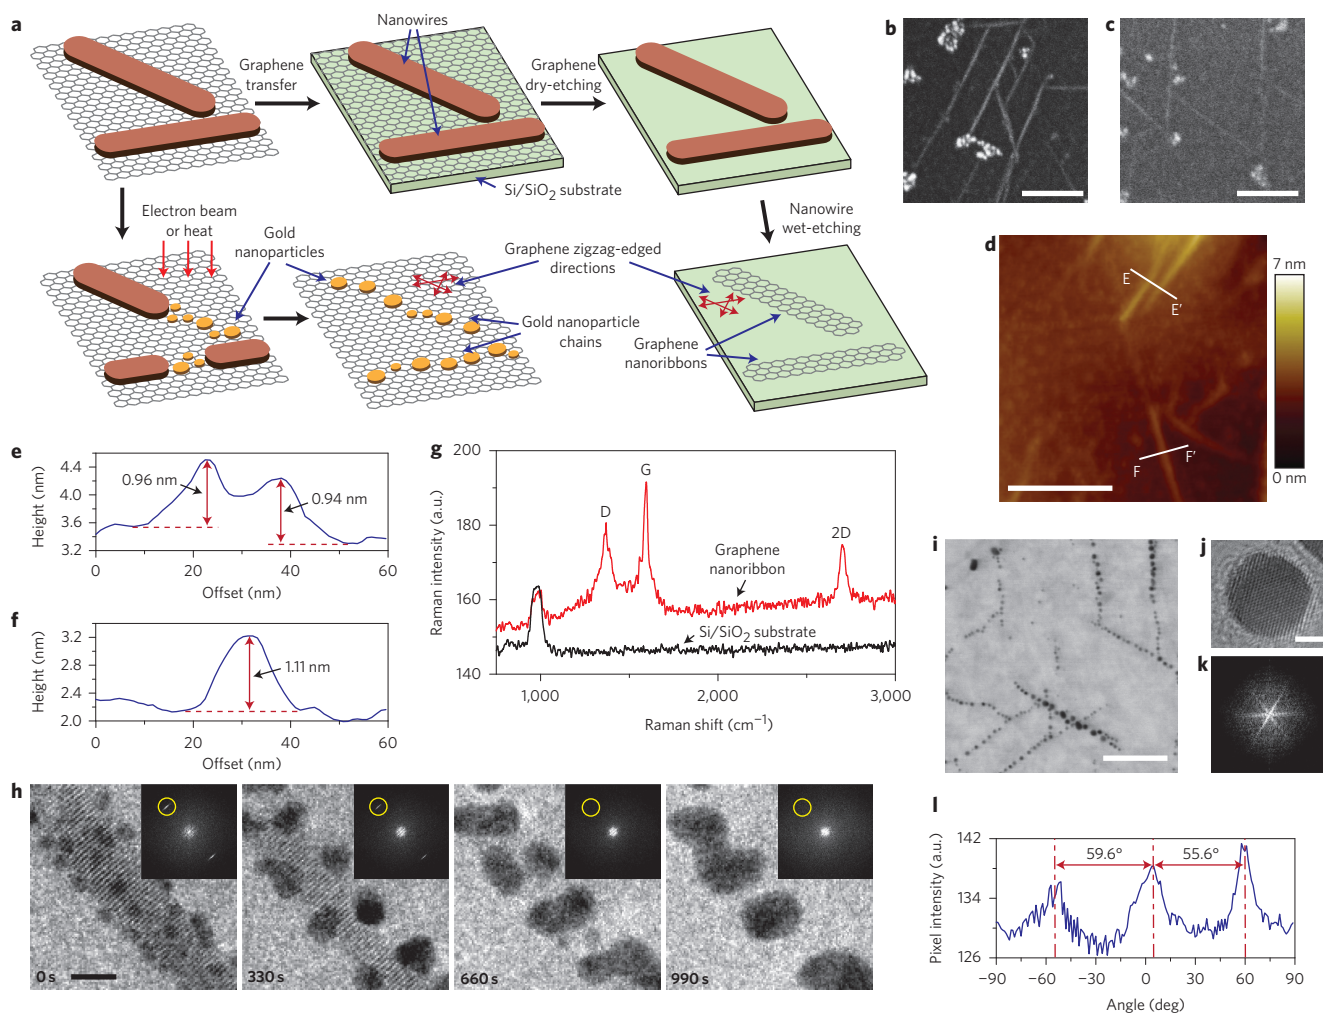 a
Nanowires
Graphene
transfer
Graphene
dry-etching
Si/SiO2 substrate
Electron beam
or heat
Gold
nanoparticles
Graphene zigzag-edged
directions
Nanowire
wet-etching
Gold nanoparticle
chains
Graphene
nanoribbons
b
c
d
E
E'
F
F'
7 nm
0 nm
e
Height (nm)
4.4
4.0
3.6
3.2
0.96 nm
0.94 nm
0
20
40
60
Offset (nm)
f
Height (nm)
3.2
2.8
2.4
2.0
1.11 nm
0
20
40
60
Offset (nm)
g
Raman intensity (a.u.)
200
180
160
140
D
G
2D
Graphene
nanoribbon
Si/SiO2 substrate
1,000
2,000
3,000
Raman shift (cm−1)
h
0 s
330 s
660 s
990 s
i
j
k
l
Pixel intensity (a.u.)
142
138
134
130
126
59.6°
55.6°
−90
−60
−30
0
30
60
90
Angle (deg)